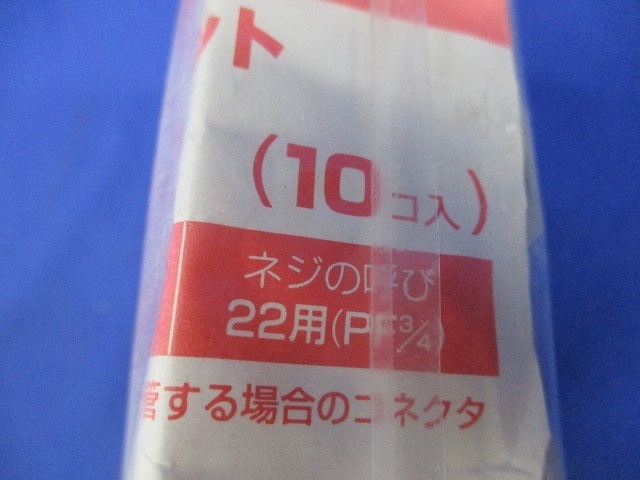 ット
(10コ入)
ネジの呼び
22用(PF3/4)
管する場合のコネクタ